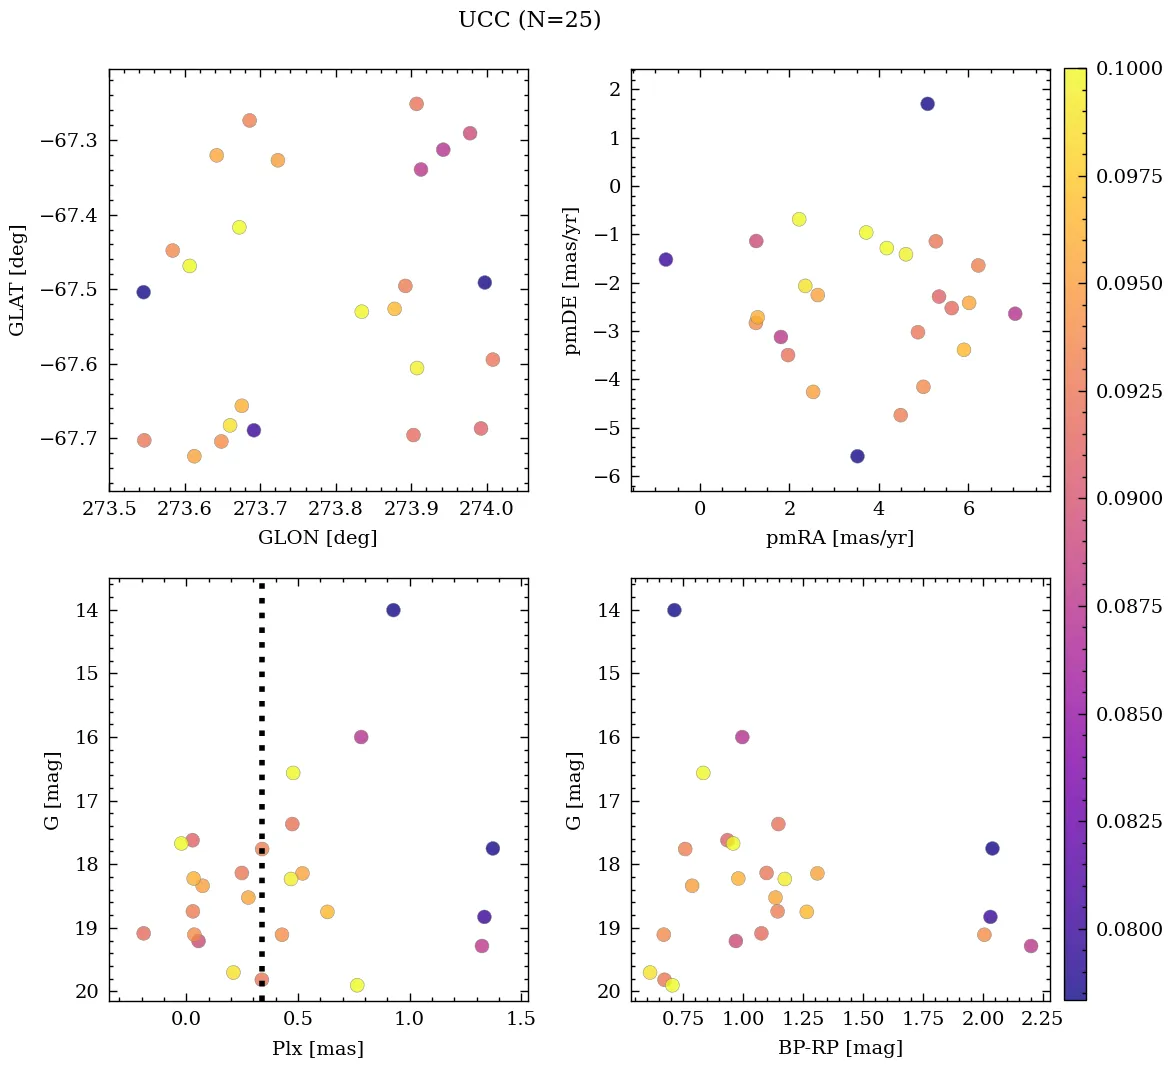 UCC (N=25)
−67.3
−67.4
−67.5
−67.6
−67.7
GLAT [deg]
273.5 273.6 273.7 273.8 273.9 274.0
GLON [deg]
2
1
0
−1
−2
−3
−4
−5
−6
pmDE [mas/yr]
0 2 4 6
pmRA [mas/yr]
14
15
16
17
18
19
20
G [mag]
0.0 0.5 1.0 1.5
Plx [mas]
14
15
16
17
18
19
20
G [mag]
0.75 1.00 1.25 1.50 1.75 2.00 2.25
BP-RP [mag]
0.1000
0.0975
0.0950
0.0925
0.0900
0.0875
0.0850
0.0825
0.0800